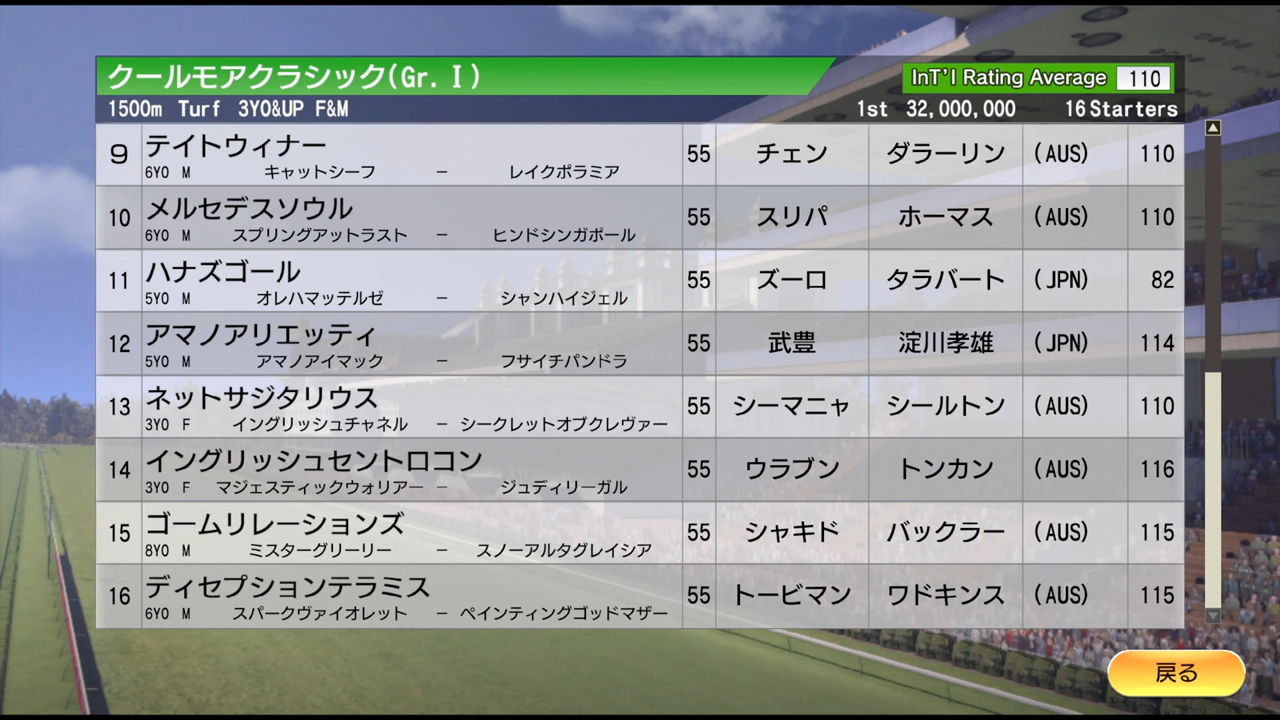 クールモアクラシック(Gr.Ⅰ)
InT'l Rating Average 110
1500m Turf 3YO&UP F&M 1st 32,000,000 16Starters
9 テイトウィナー 55 チェン ダラーリン (AUS) 110
6YO M キャットシーフ － レイクポラミア
10 メルセデスソウル 55 スリパ ホーマス (AUS) 110
6YO M スプリングアットラスト － ヒンドシンガポール
11 ハナズゴール 55 ズーロ タラバート (JPN) 82
5YO M オレハマッテルゼ － シャンハイジェル
12 アマノアリエッティ 55 武豊 淀川孝雄 (JPN) 114
5YO M アマノアイマック － フサイチパンドラ
13 ネットサジタリウス 55 シーマニャ シールトン (AUS) 110
3YO F イングリッシュチャネル － シークレットオブクレヴァー
14 イングリッシュセントロコン 55 ウラブン トンカン (AUS) 116
3YO F マジェスティックウォリアー － ジュディリーガル
15 ゴームリレーションズ 55 シャキド バックラー (AUS) 115
8YO M ミスターグリーリー － スノーアルタグレイシア
16 ディセプションテラミス 55 トービマン ワドキンス (AUS) 115
6YO M スパークヴァイオレット － ペインティングゴッドマザー
戻る